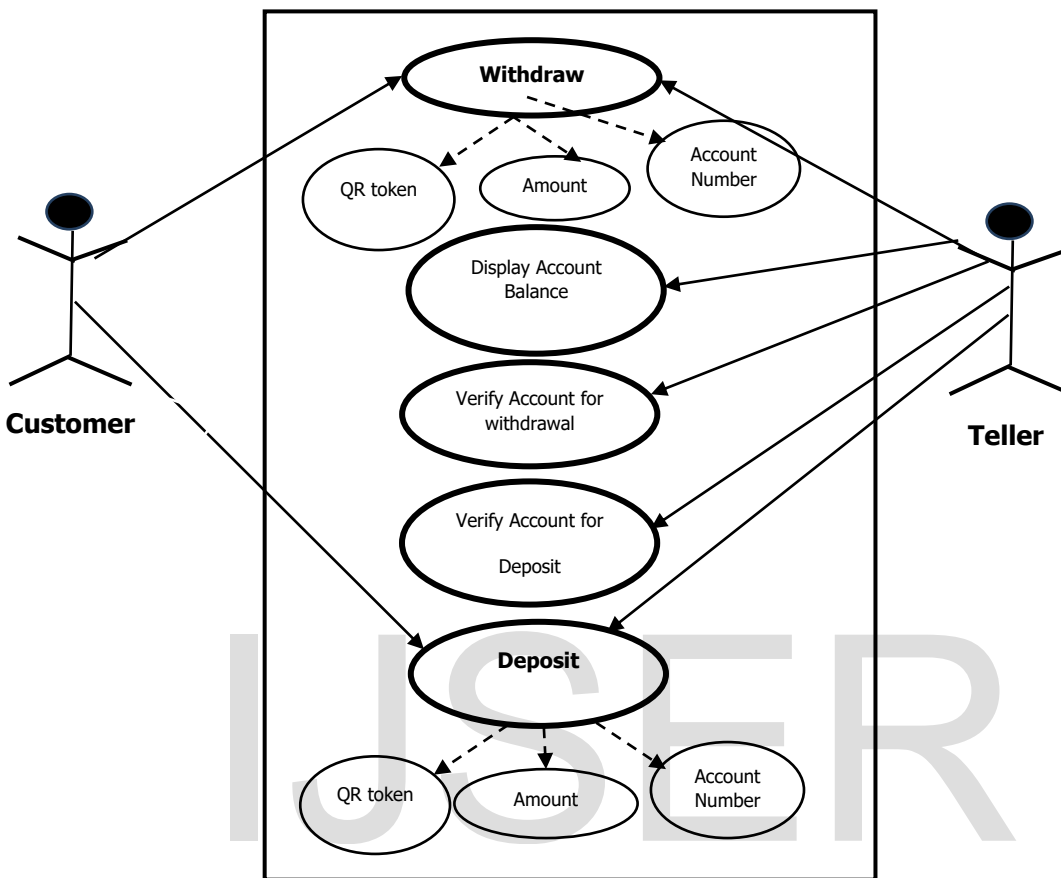 Withdraw
QR token
Amount
Account
Number
Display Account
Balance
Customer
Verify Account for
withdrawal
Teller
Verify Account for
Deposit
Deposit
QR token
Amount
Account
Number
IJSER